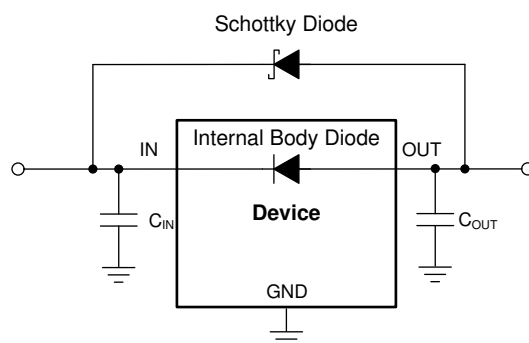 Schottky Diode
Internal Body Diode
IN
OUT
CIN
Device
COUT
GND